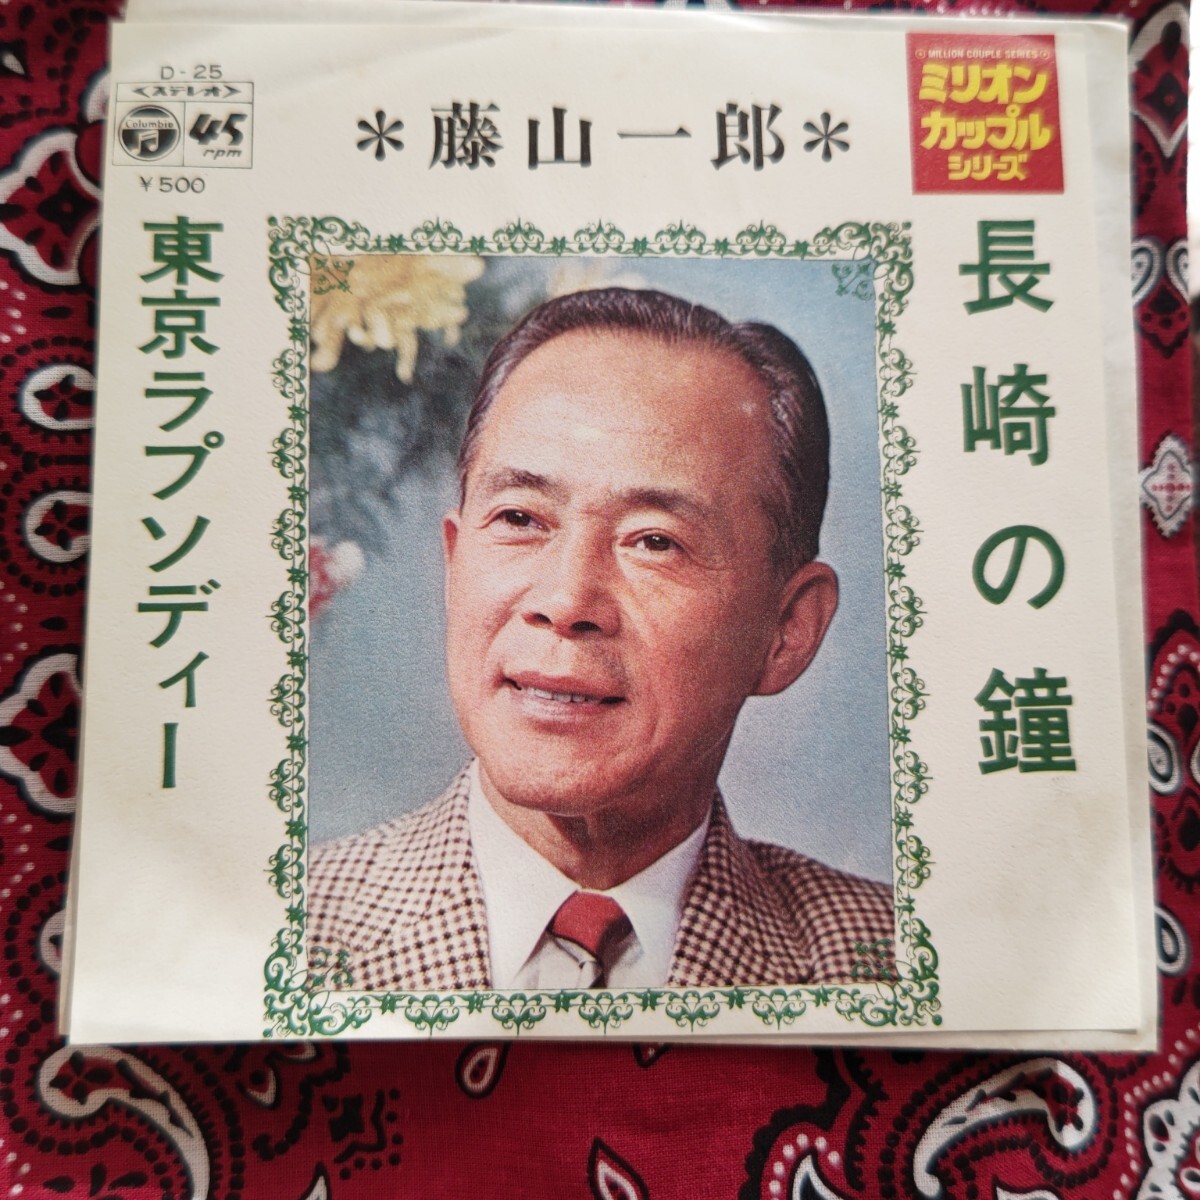 D-25
ステレオ
Columbia
45
rpm
¥500
＊藤山一郎＊
MILLION COUPLE SERIES
ミリオン
カップル
シリーズ
長崎の鐘
東京ラプソディー